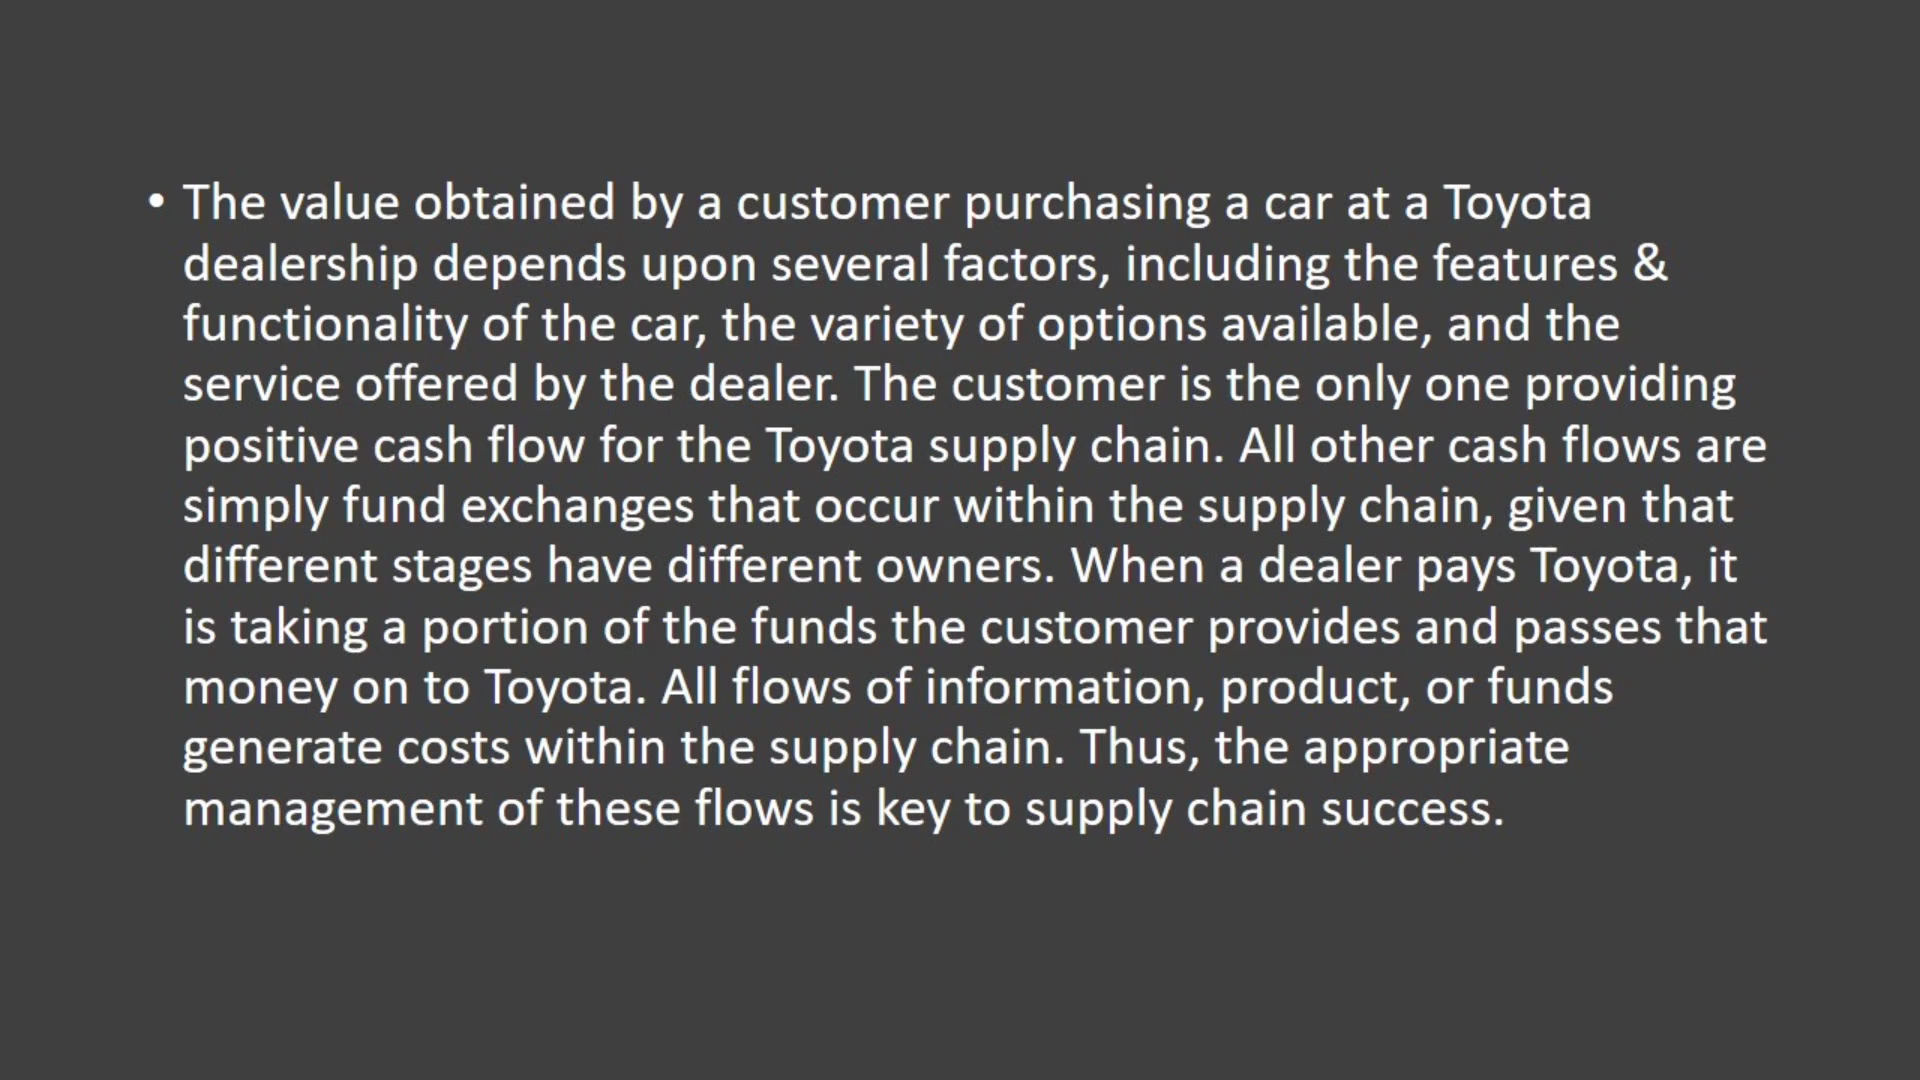 • The value obtained by a customer purchasing a car at a Toyota
dealership depends upon several factors, including the features &
functionality of the car, the variety of options available, and the
service offered by the dealer. The customer is the only one providing
positive cash flow for the Toyota supply chain. All other cash flows are
simply fund exchanges that occur within the supply chain, given that
different stages have different owners. When a dealer pays Toyota, it
is taking a portion of the funds the customer provides and passes that
money on to Toyota. All flows of information, product, or funds
generate costs within the supply chain. Thus, the appropriate
management of these flows is key to supply chain success.